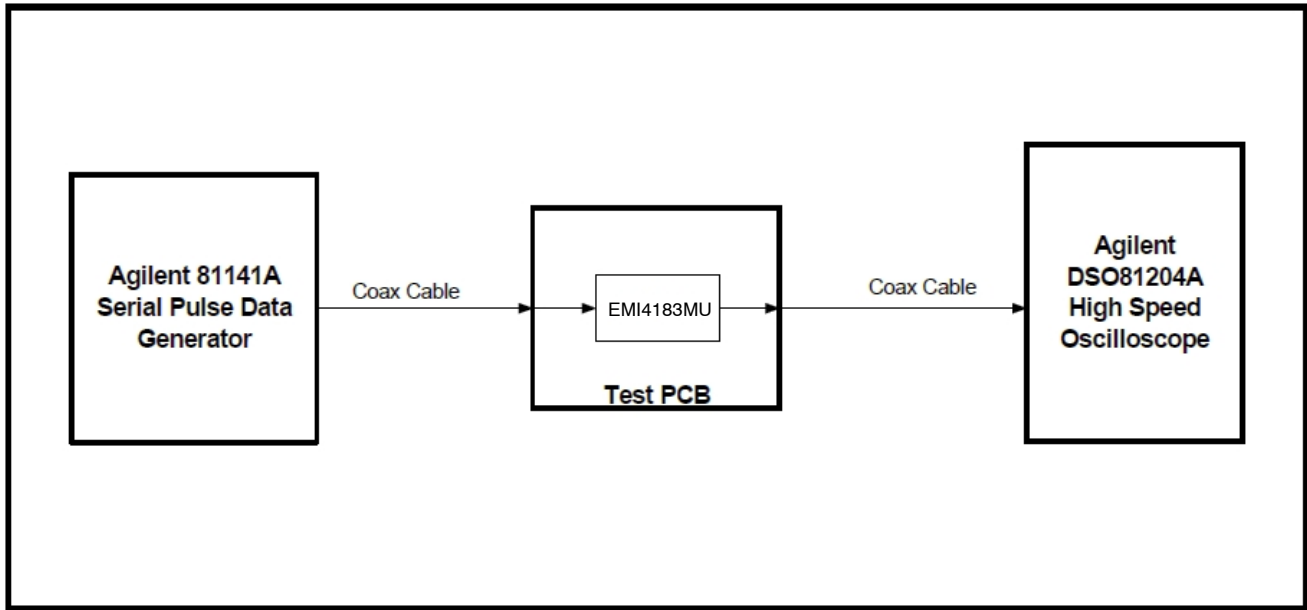 Agilent 81141A
Serial Pulse Data
Generator
Coax Cable
EMI4183MU
Test PCB
Coax Cable
Agilent
DSO81204A
High Speed
Oscilloscope